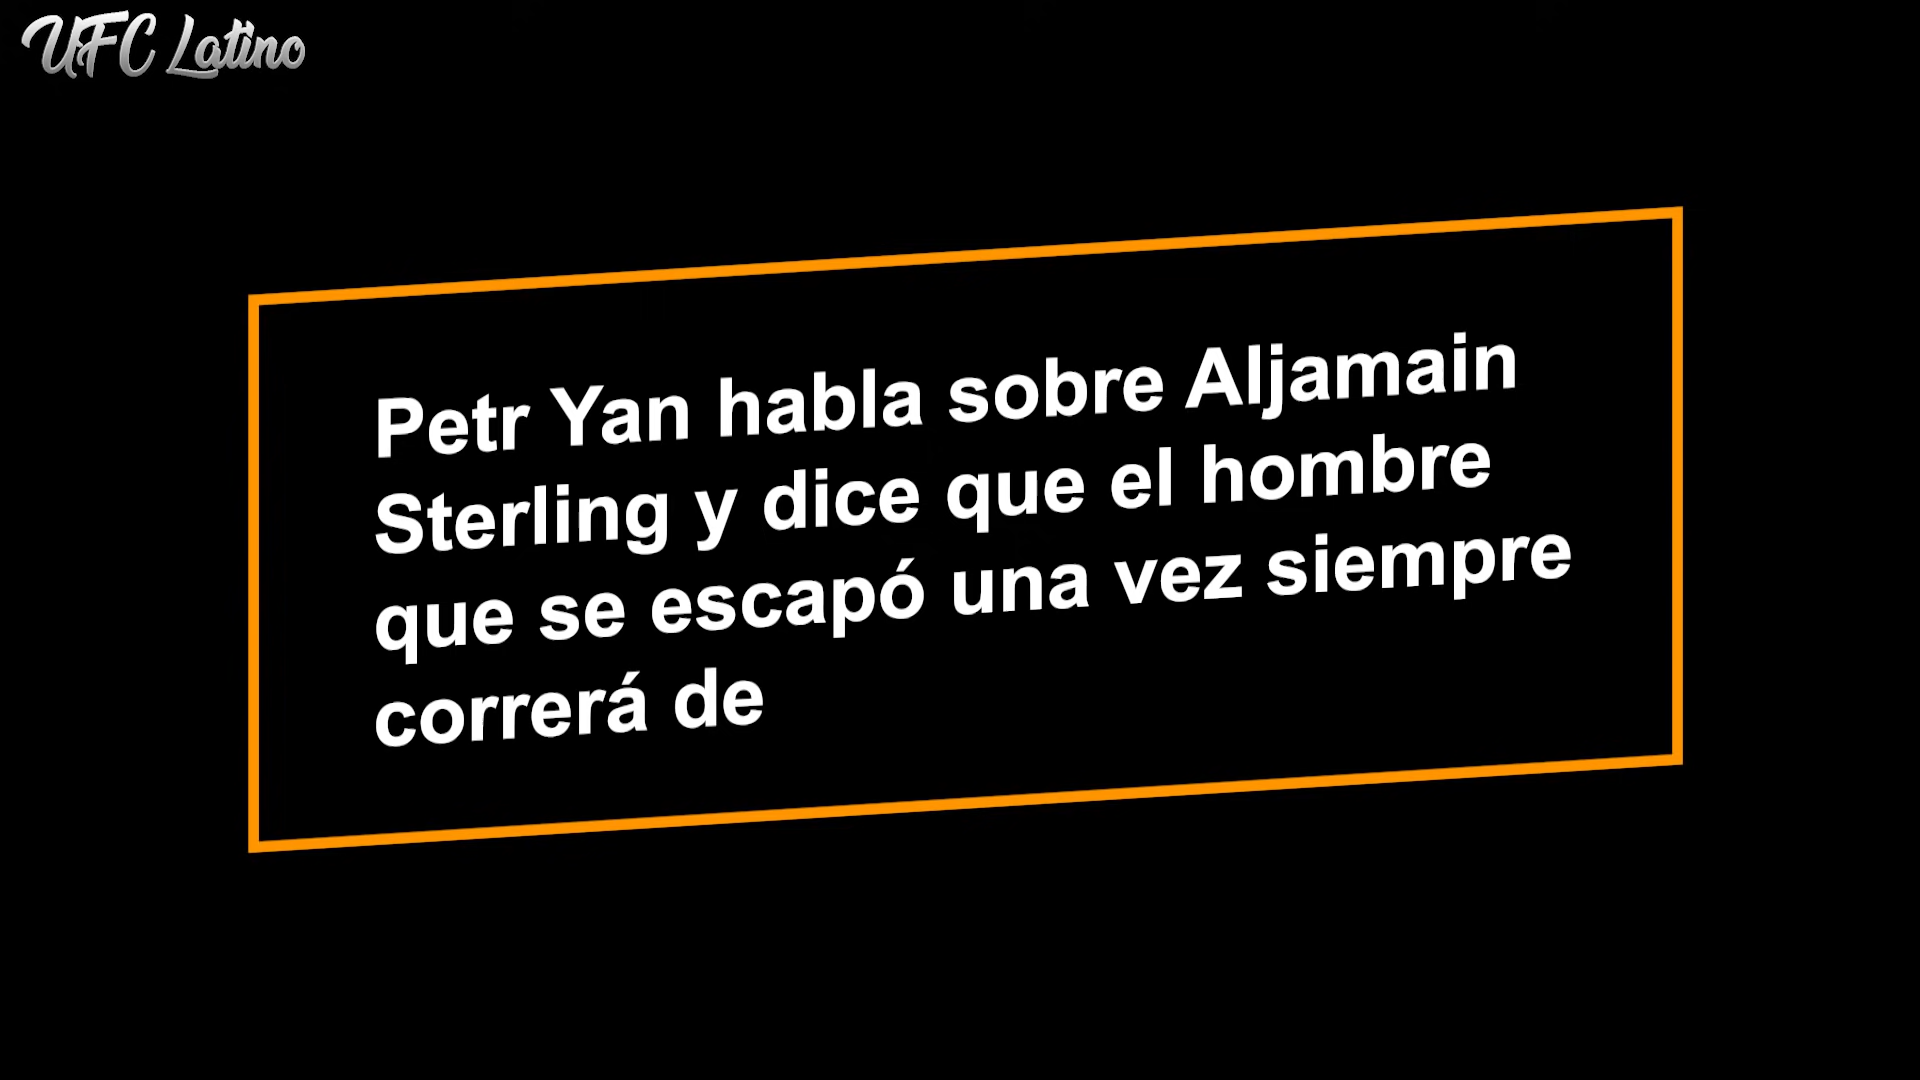 UFC Latino
Petr Yan habla sobre Aljamain
Sterling y dice que el hombre
que se escapó una vez siempre
correrá de